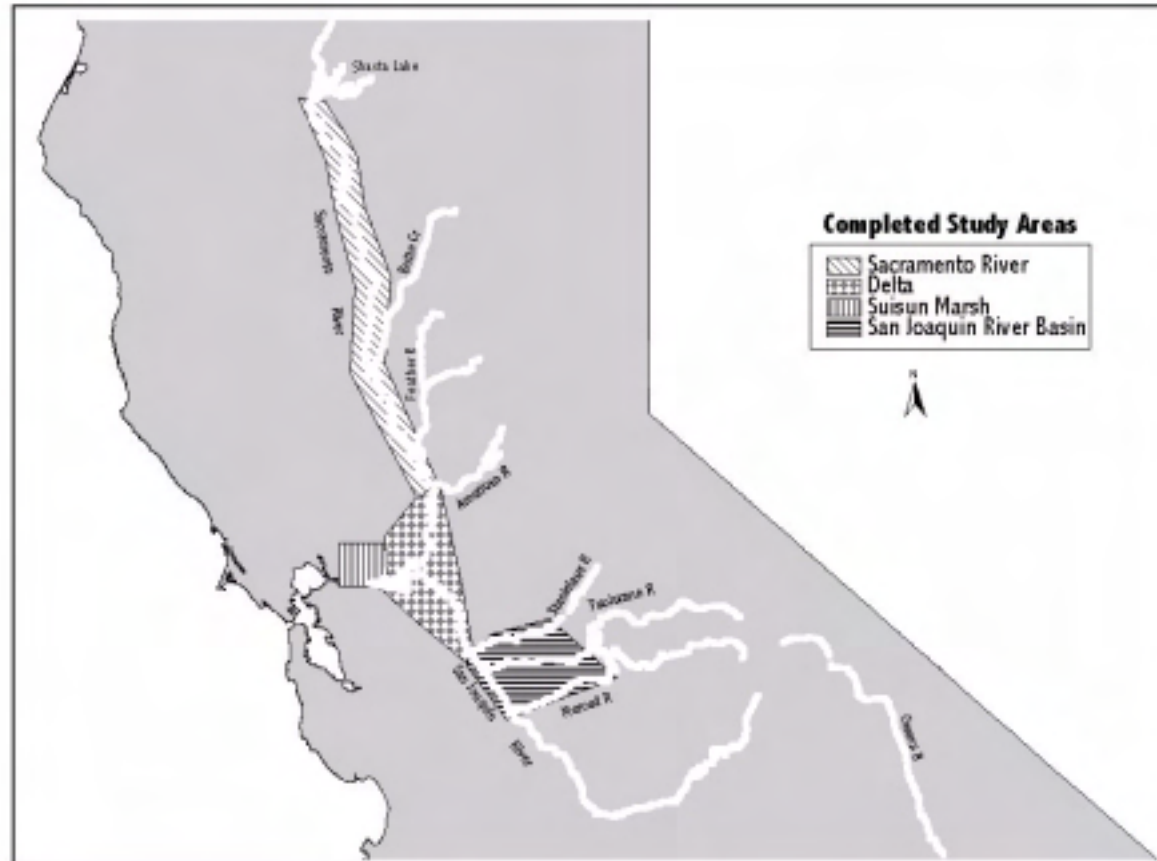 Shasta Lake
Sacramento
River
Butte Cr
Feather R
American R
Completed Study Areas
Sacramento River
Delta
Suisun Marsh
San Joaquin River Basin
N
Stanislaus R
Tuolumne R
San Joaquin
River
Merced R
Owens R